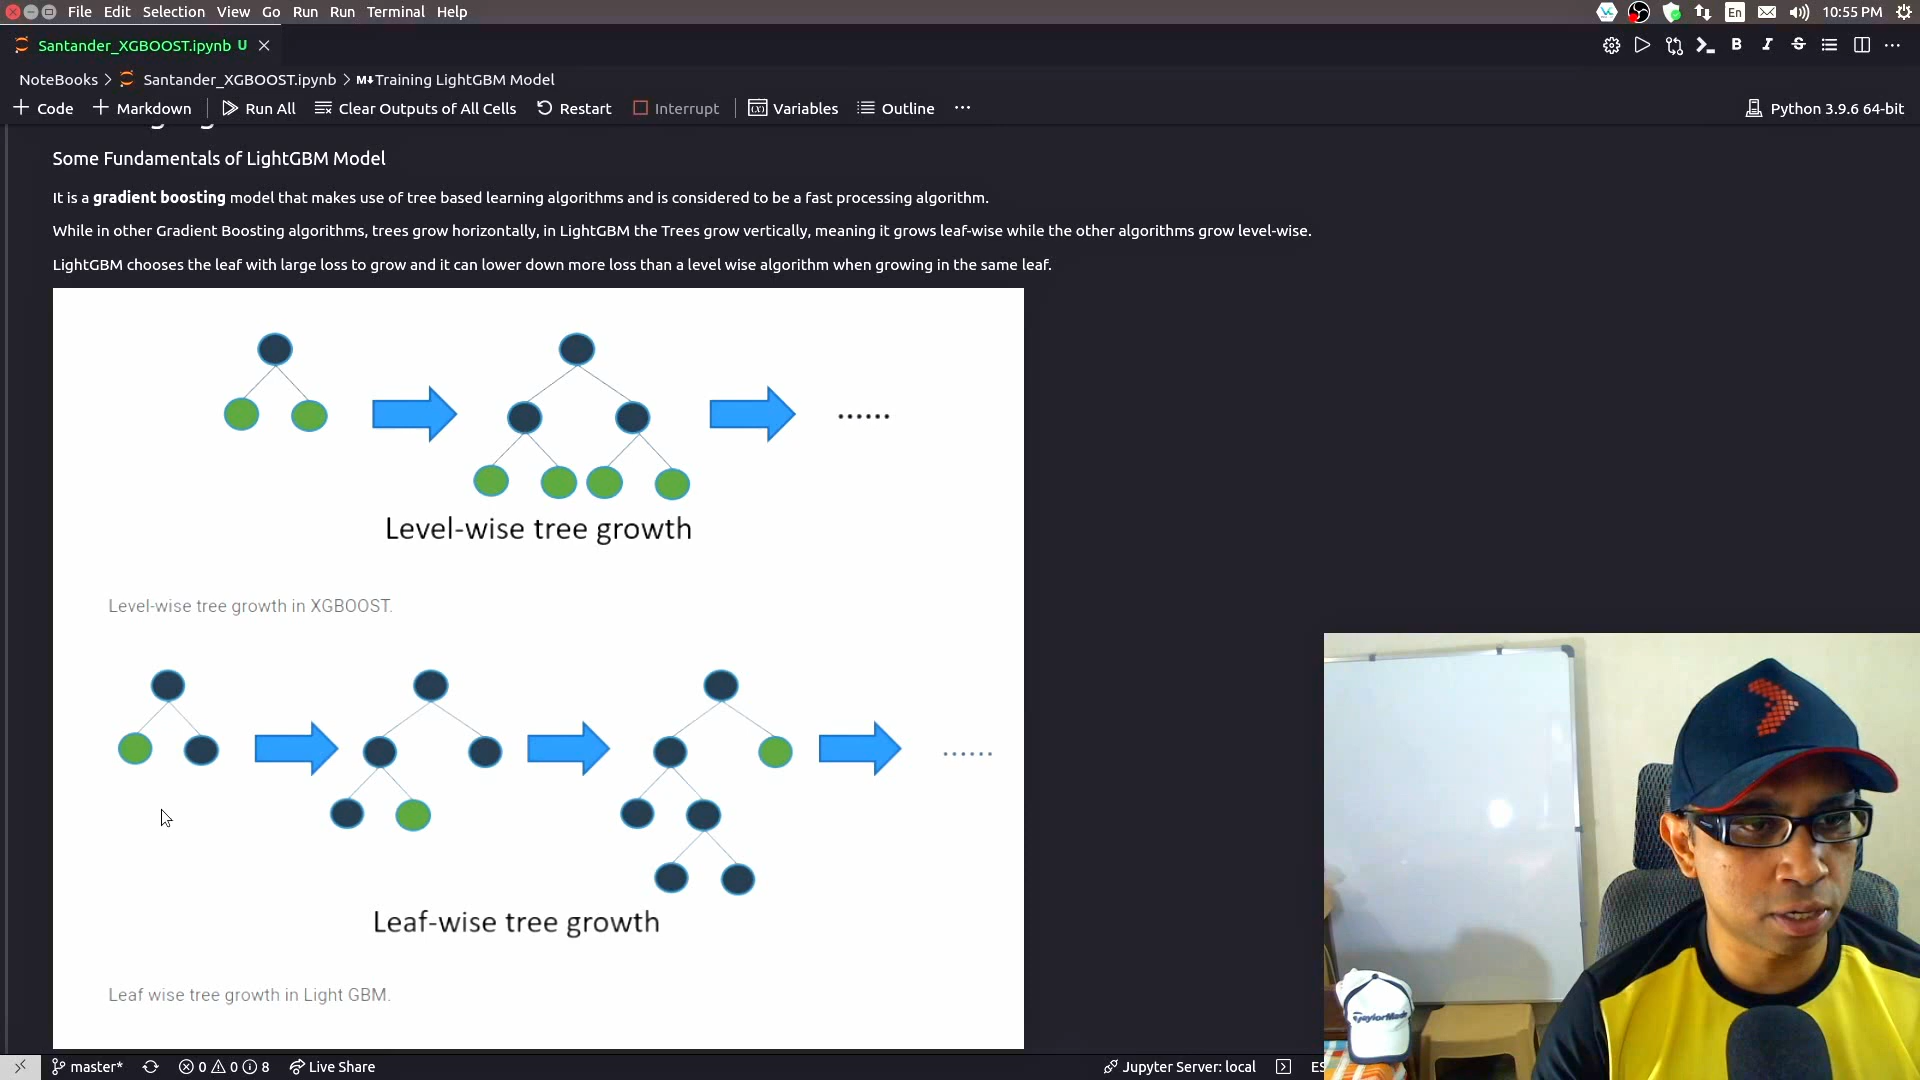 File Edit Selection View Go Run Run Terminal Help
En 10:55 PM
Santander_XGBOOST.ipynb U
NoteBooks > Santander_XGBOOST.ipynb > M↓Training LightGBM Model
+ Code + Markdown Run All Clear Outputs of All Cells Restart Interrupt Variables Outline ··· Python 3.9.6 64-bit
Some Fundamentals of LightGBM Model
It is a gradient boosting model that makes use of tree based learning algorithms and is considered to be a fast processing algorithm.
While in other Gradient Boosting algorithms, trees grow horizontally, in LightGBM the Trees grow vertically, meaning it grows leaf-wise while the other algorithms grow level-wise.
LightGBM chooses the leaf with large loss to grow and it can lower down more loss than a level wise algorithm when growing in the same leaf.
......
Level-wise tree growth
Level-wise tree growth in XGBOOST.
......
Leaf-wise tree growth
Leaf wise tree growth in Light GBM.
TaylorMade
master* 0 0 8 Live Share Jupyter Server: local ES